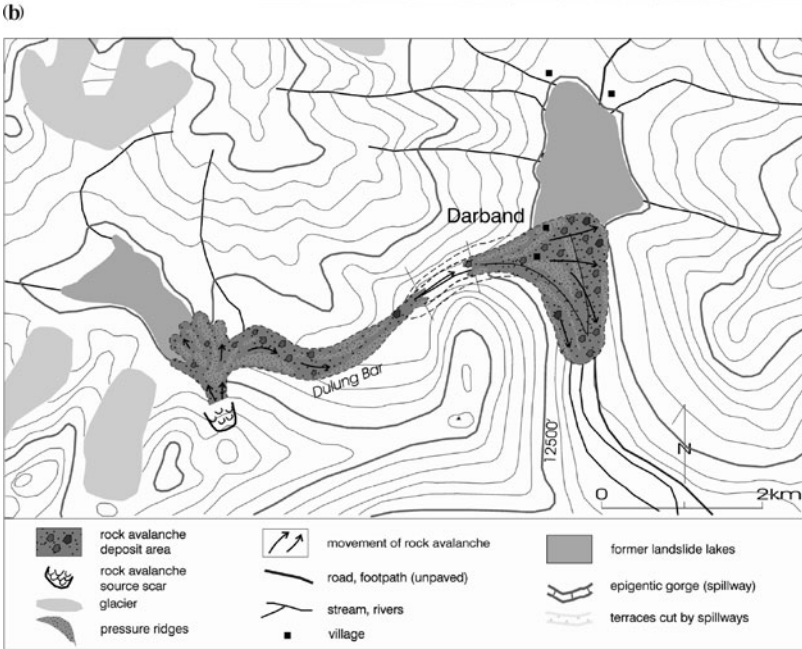 (b)
Darband
Dulung Bar
12500'
N
0 2km
rock avalanche
deposit area
rock avalanche
source scar
glacier
pressure ridges
movement of rock avalanche
road, footpath (unpaved)
stream, rivers
village
former landslide lakes
epigentic gorge (spillway)
terraces cut by spillways